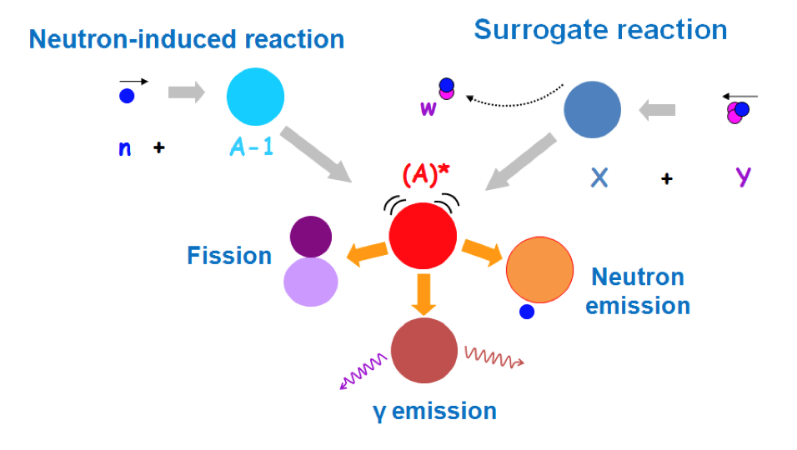 Neutron-induced reaction
Surrogate reaction
w
n + A-1
X + y
(A)*
Fission
Neutron
emission
γ emission